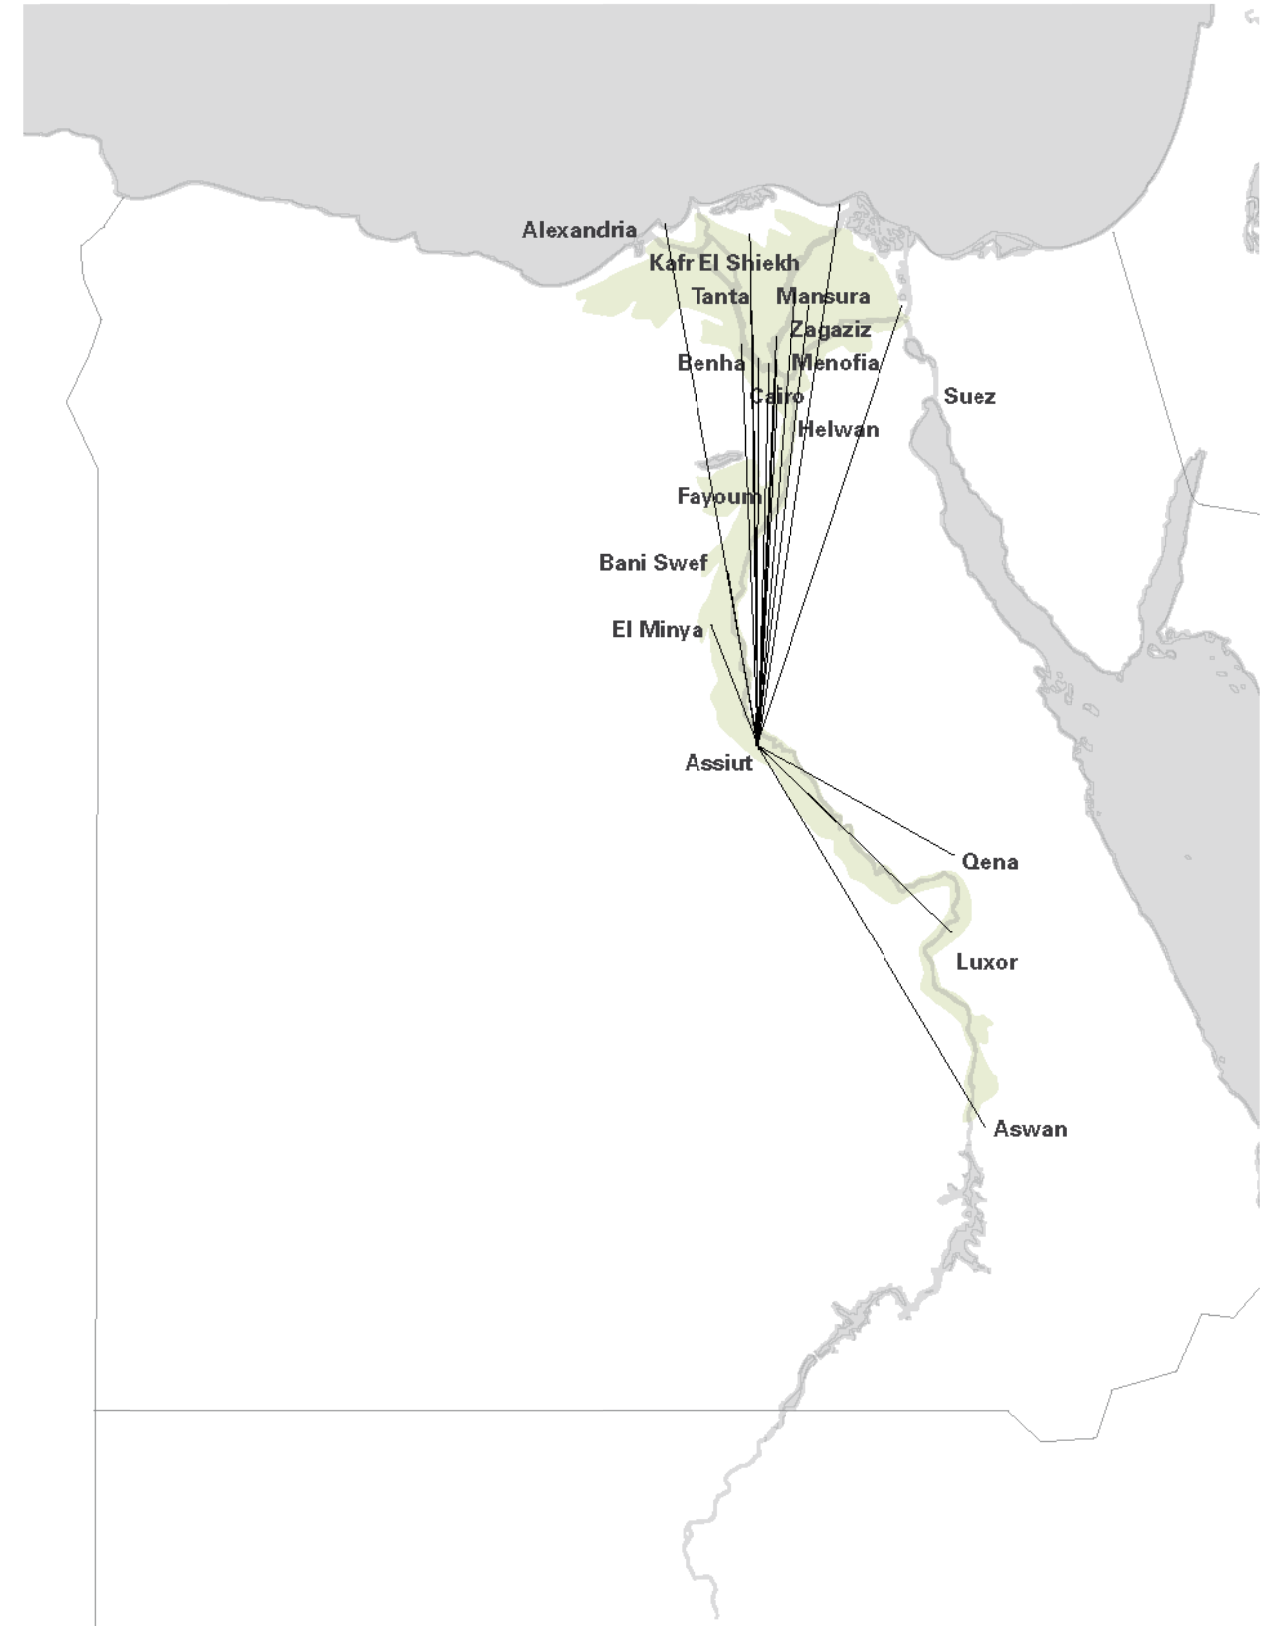 Alexandria
Kafr El Shiekh
Tanta Mansura
Zagaziz
Benha Menofia
Cairo Suez
Helwan
Fayoum
Bani Swef
El Minya
Assiut
Qena
Luxor
Aswan